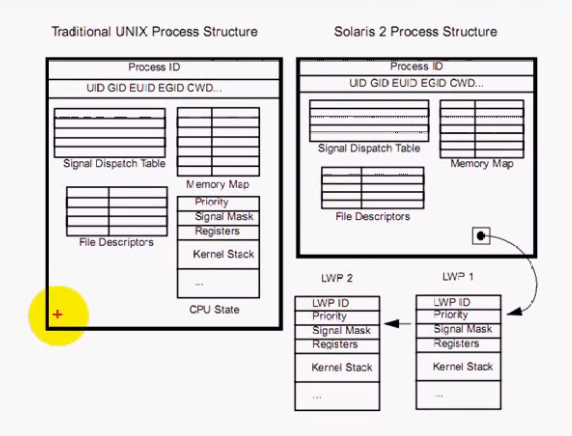 Traditional UNIX Process Structure
Process ID
UID GID EUID EGID CWD...
Signal Dispatch Table
Memory Map
File Descriptors
Priority
Signal Mask
Registers
Kernel Stack
...
CPU State
Solaris 2 Process Structure
Process ID
UID GID EUID EGID CWD...
Signal Dispatch Table
Memory Map
File Descriptors
LWP 2
LWP ID
Priority
Signal Mask
Registers
Kernel Stack
...
LWP 1
LWP ID
Priority
Signal Mask
Registers
Kernel Stack
...